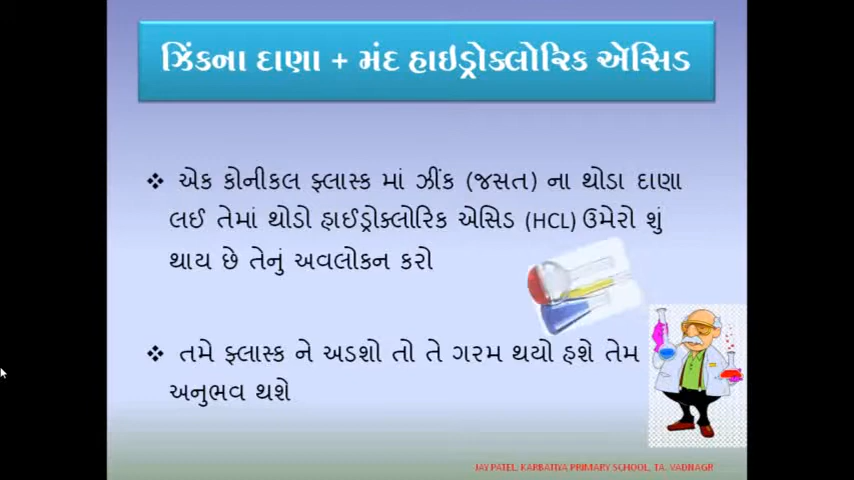 ઝિંકના દાણા + મંદ હાઇડ્રોક્લોરિક એસિડ
❖ એક કોનીકલ ફ્લાસ્ક માં ઝીંક (જસત) ના થોડા દાણા
લઈ તેમાં થોડો હાઈડ્રોક્લોરિક એસિડ (HCL) ઉમેરો શું
થાય છે તેનું અવલોકન કરો
❖ તમે ફ્લાસ્ક ને અડશો તો તે ગરમ થયો હશે તેમ
અનુભવ થશે
JAY PATEL, KARBATIYA PRIMARY SCHOOL, TA. VADNAGR